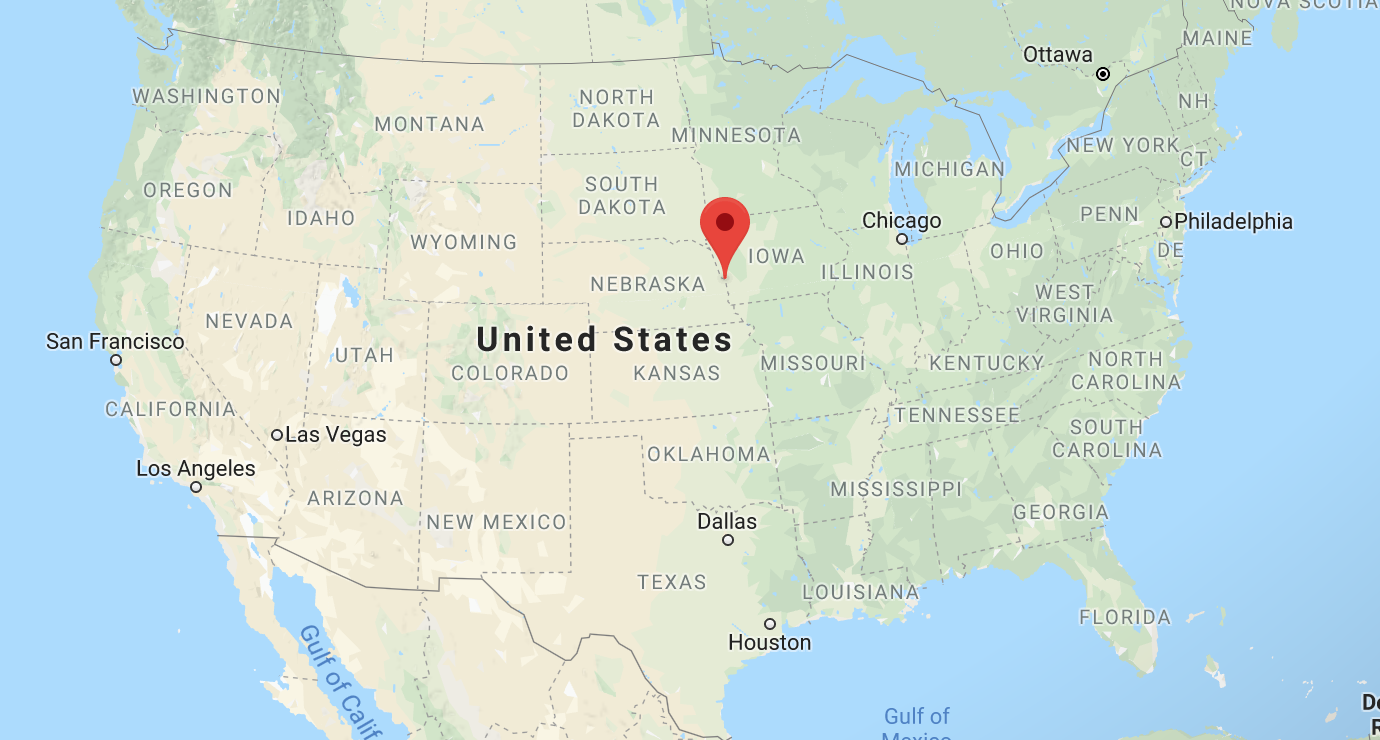 NOVA SCOTIA
MAINE
Ottawa
WASHINGTON
NORTH
DAKOTA
NH
MONTANA
MINNESOTA
NEW YORK
CT
MICHIGAN
OREGON
SOUTH
DAKOTA
IDAHO
PENN
Chicago
Philadelphia
WYOMING
IOWA
OHIO
DE
ILLINOIS
NEBRASKA
WEST
VIRGINIA
NEVADA
San Francisco
United States
UTAH
COLORADO
KANSAS
MISSOURI
KENTUCKY
NORTH
CAROLINA
CALIFORNIA
TENNESSEE
Las Vegas
SOUTH
CAROLINA
OKLAHOMA
Los Angeles
ARIZONA
MISSISSIPPI
NEW MEXICO
Dallas
GEORGIA
TEXAS
LOUISIANA
FLORIDA
Houston
Gulf of Calif
Gulf of
Mexico